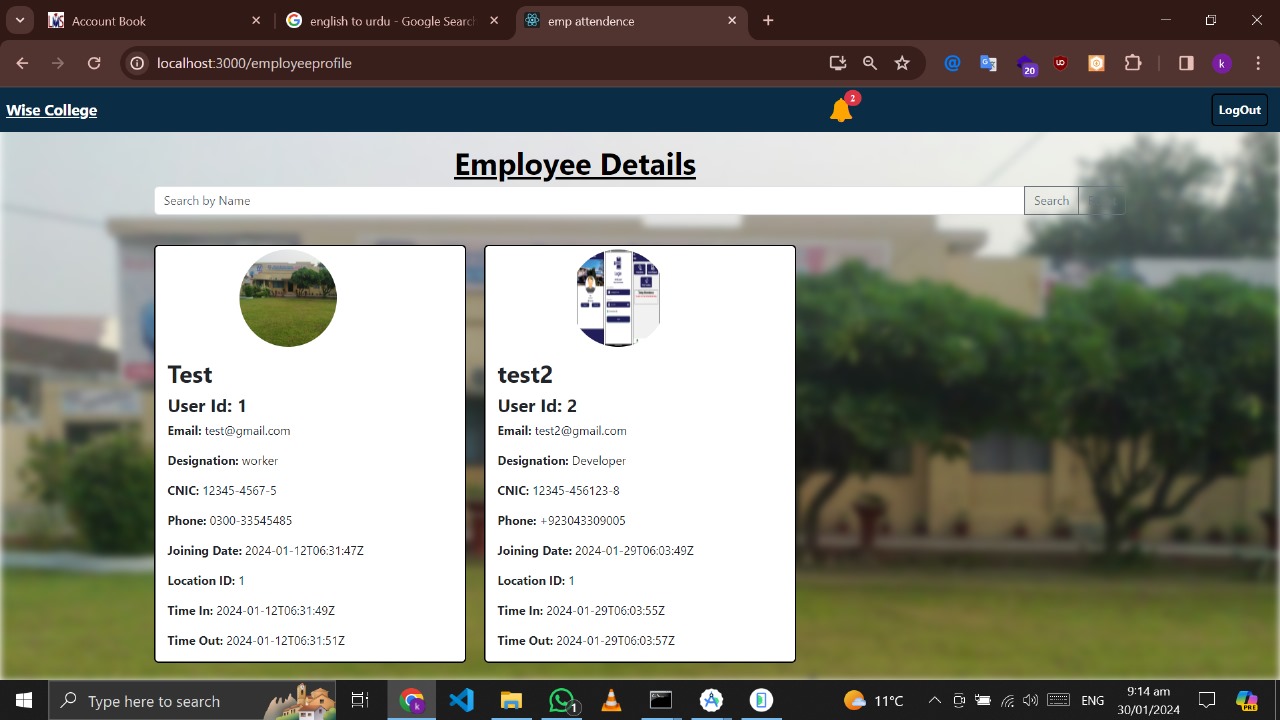 Account Book
english to urdu - Google Searc
emp attendence
localhost:3000/employeeprofile
20
UD
k
Wise College
2
LogOut
Employee Details
Search by Name
Search
Test
User Id: 1
Email: test@gmail.com
Designation: worker
CNIC: 12345-4567-5
Phone: 0300-33545485
Joining Date: 2024-01-12T06:31:47Z
Location ID: 1
Time In: 2024-01-12T06:31:49Z
Time Out: 2024-01-12T06:31:51Z
test2
User Id: 2
Email: test2@gmail.com
Designation: Developer
CNIC: 12345-456123-8
Phone: +923043309005
Joining Date: 2024-01-29T06:03:49Z
Location ID: 1
Time In: 2024-01-29T06:03:55Z
Time Out: 2024-01-29T06:03:57Z
Type here to search
k
1
11°C
ENG
9:14 am
30/01/2024
PRE